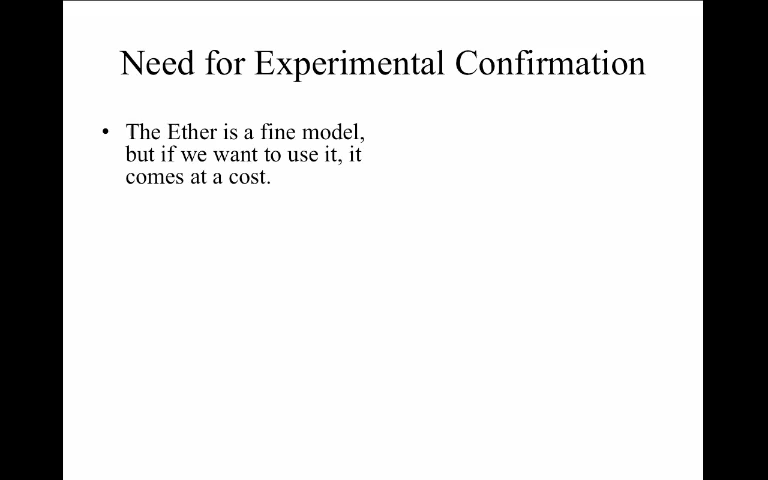 Need for Experimental Confirmation
• The Ether is a fine model,
but if we want to use it, it
comes at a cost.